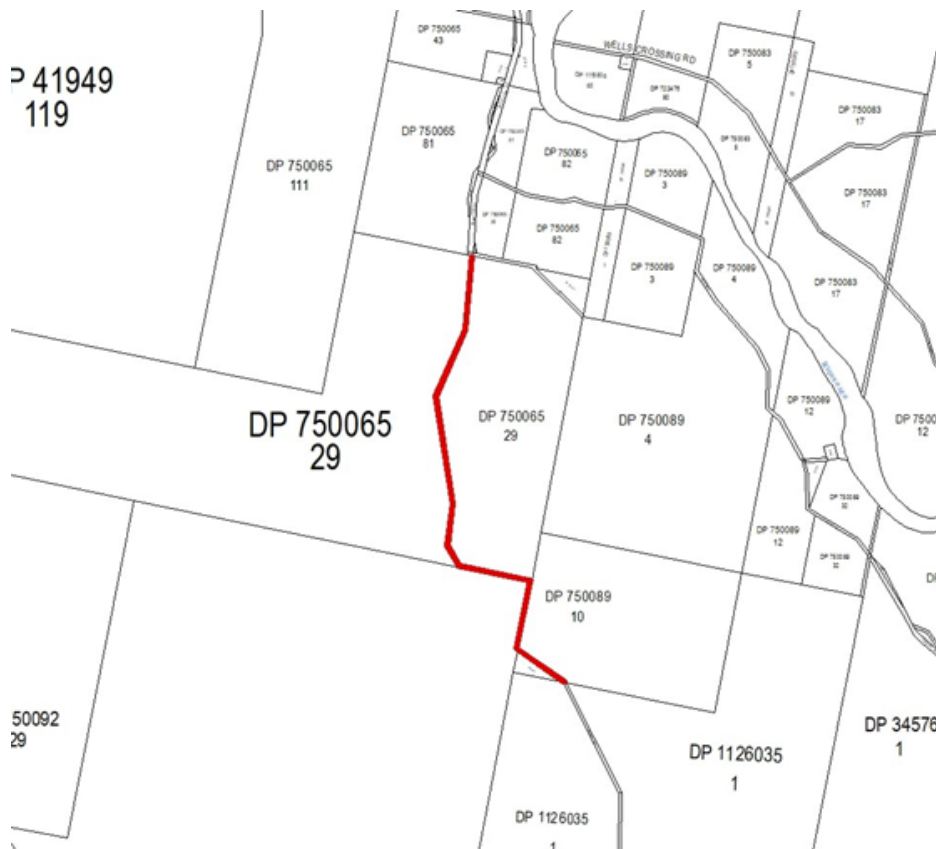 DP 750065
43
WELLS CROSSING RD
DP 750083
5
P 41949
119
DP 750083
17
DP 750065
81
DP 750065
82
DP 750065
111
DP 750089
3
DP 750083
17
DP 750065
82
DP 750089
3
DP 750089
4
DP 750083
17
DP 750089
12
DP 750065
29
DP 750065
29
DP 750089
4
DP 7500
12
DP 750089
12
DP 750089
10
50092
29
DP 1126035
1
DP 34576
1
DP 1126035
1